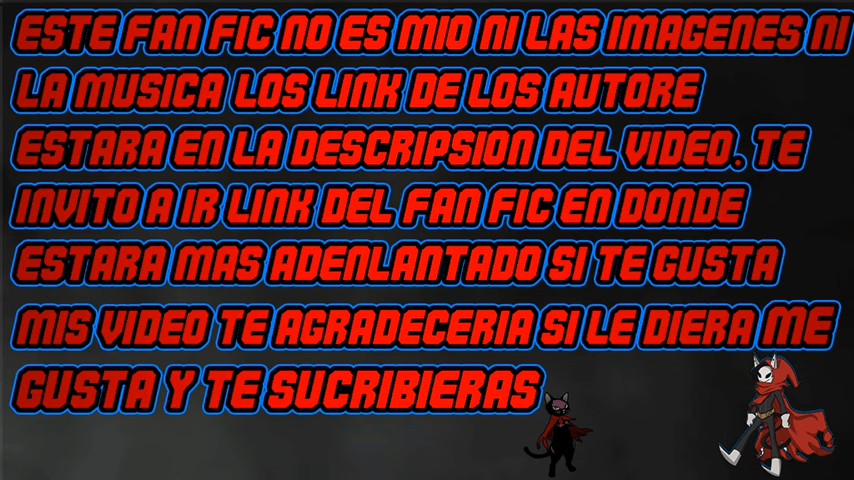 ESTE FAN FIC NO ES MIO NI LAS IMAGENES NI
LA MUSICA LOS LINK DE LOS AUTORE
ESTARA EN LA DESCRIPSION DEL VIDEO. TE
INVITO A IR LINK DEL FAN FIC EN DONDE
ESTARA MAS ADENLANTADO SI TE GUSTA
MIS VIDEO TE AGRADECERIA SI LE DIERA ME
GUSTA Y TE SUCRIBIERAS